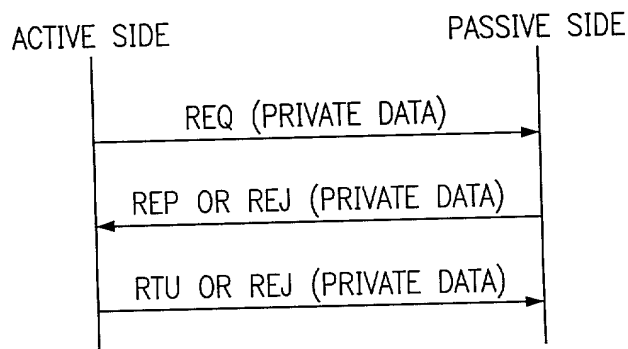 ACTIVE SIDE
PASSIVE SIDE
REQ (PRIVATE DATA)
REP OR REJ (PRIVATE DATA)
RTU OR REJ (PRIVATE DATA)